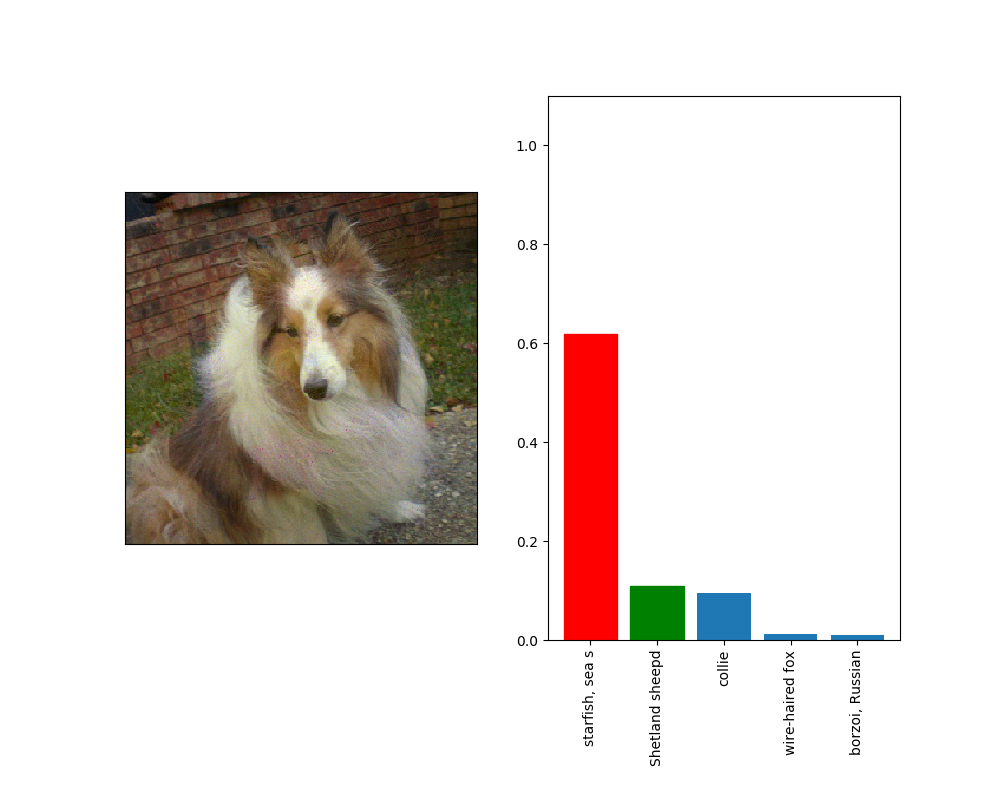 1.0
0.8
0.6
0.4
0.2
0.0
starfish, sea s
Shetland sheepd
collie
wire-haired fox
borzoi, Russian